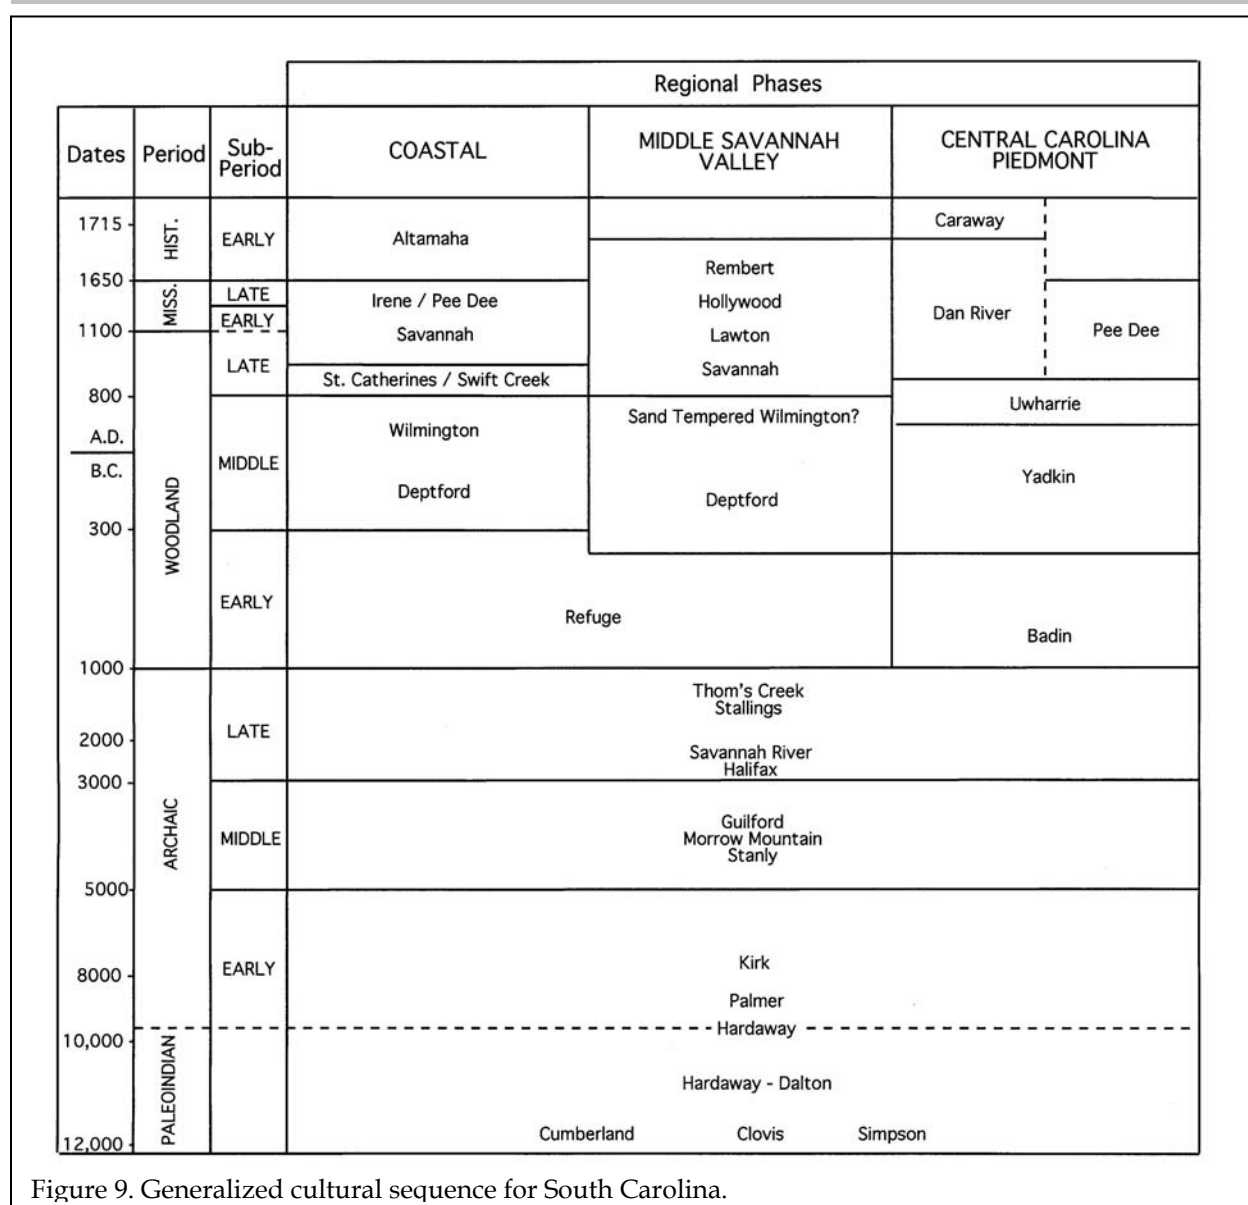 Regional Phases
Dates
Period
Sub-
Period
COASTAL
MIDDLE SAVANNAH
VALLEY
CENTRAL CAROLINA
PIEDMONT
1715
HIST.
EARLY
Altamaha
Caraway
Rembert
1650
MISS.
LATE
Irene / Pee Dee
Hollywood
Dan River
EARLY
1100
Savannah
Lawton
Pee Dee
LATE
St. Catherines / Swift Creek
Savannah
800
Uwharrie
Sand Tempered Wilmington?
A.D.
Wilmington
B.C.
WOODLAND
MIDDLE
Yadkin
Deptford
Deptford
300
EARLY
Refuge
Badin
1000
Thom's Creek
Stallings
LATE
2000
Savannah River
Halifax
3000
ARCHAIC
MIDDLE
Guilford
Morrow Mountain
Stanly
5000
EARLY
Kirk
8000
Palmer
Hardaway
10,000
PALEOINDIAN
Hardaway - Dalton
Cumberland
Clovis
Simpson
12,000
Figure 9. Generalized cultural sequence for South Carolina.